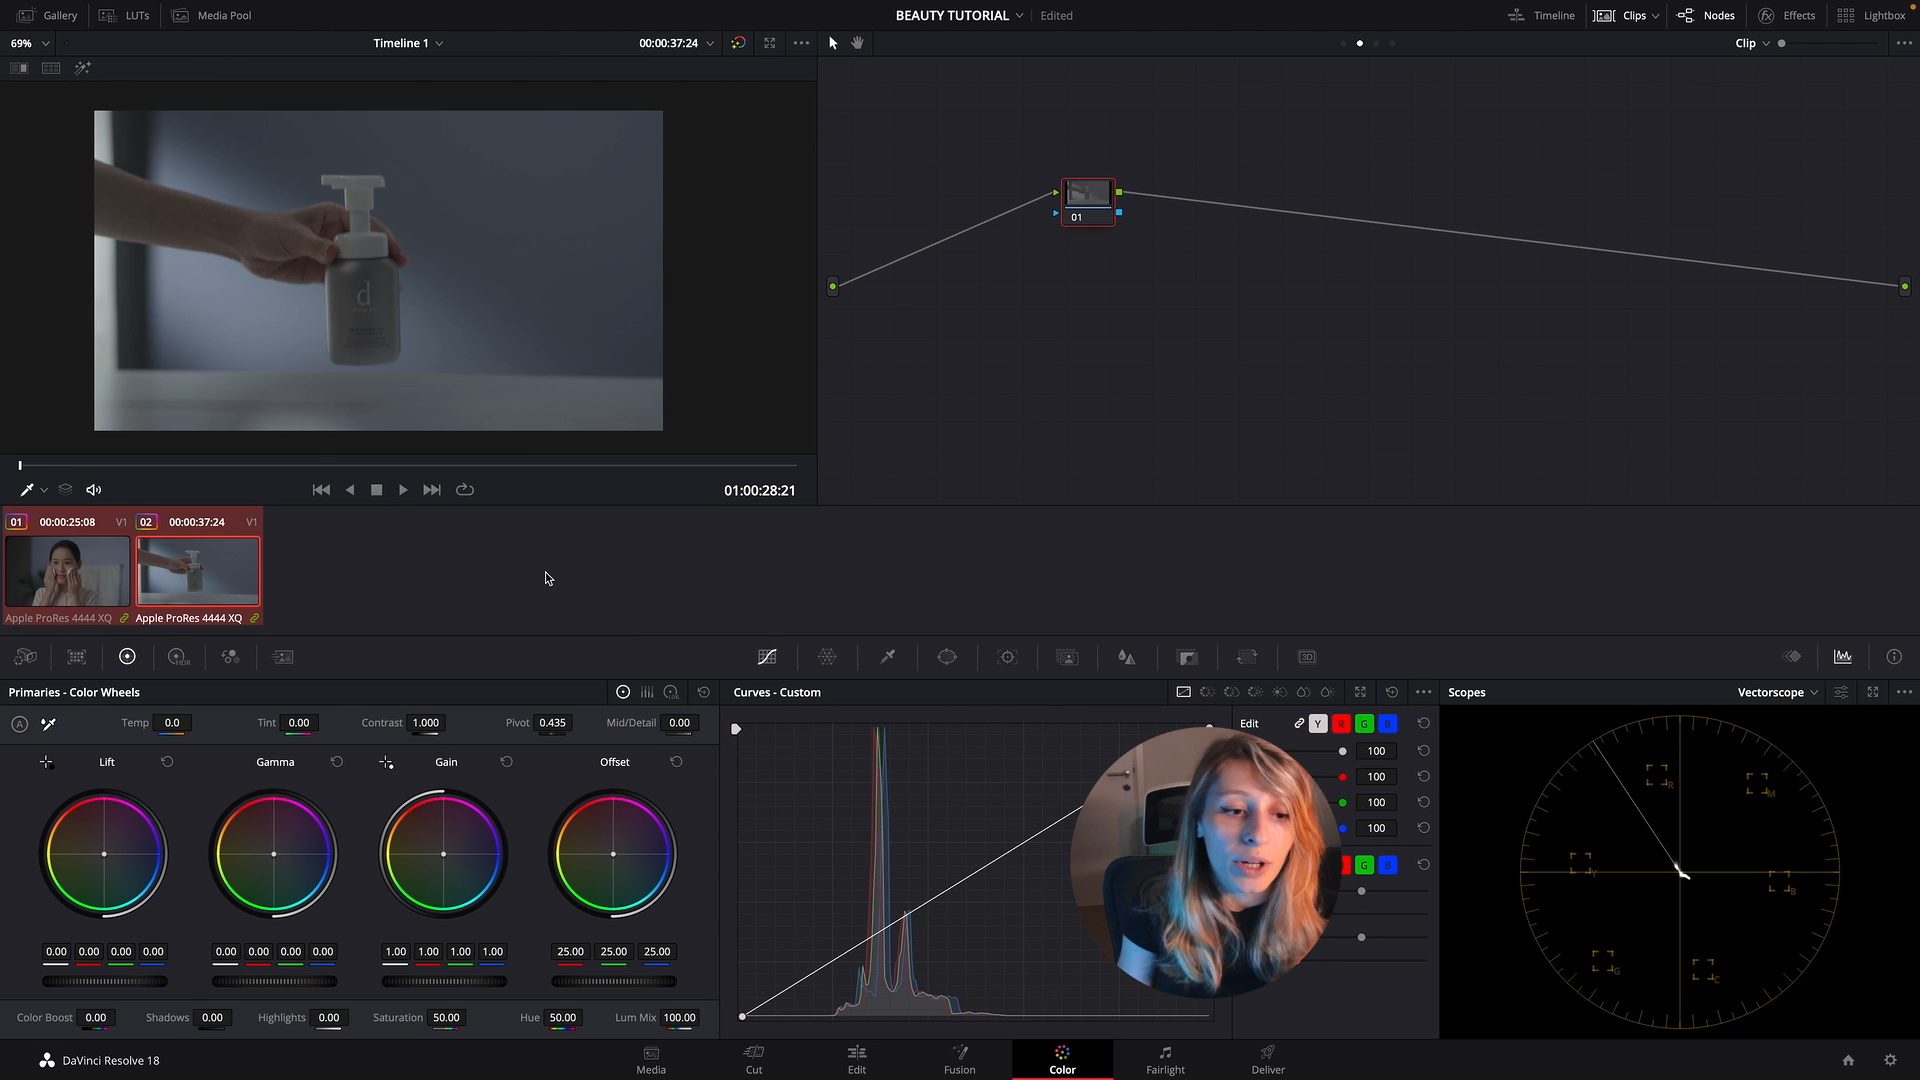 Gallery LUTs Media Pool BEAUTY TUTORIAL Edited Timeline Clips Nodes Effects Lightbox
69% Timeline 1 00:00:37:24 Clip
d
01
01:00:28:21
01 00:00:25:08 V1 02 00:00:37:24 V1
Apple ProRes 4444 XQ Apple ProRes 4444 XQ
HDR 3D
Primaries - Color Wheels LOG Curves - Custom Scopes Vectorscope
A Temp 0.0 Tint 0.00 Contrast 1.000 Pivot 0.435 Mid/Detail 0.00 Edit Y R G B
Lift Gamma Gain Offset 100
100
100
100
G B
R M Y B G C
0.00 0.00 0.00 0.00 0.00 0.00 0.00 0.00 1.00 1.00 1.00 1.00 25.00 25.00 25.00
Color Boost 0.00 Shadows 0.00 Highlights 0.00 Saturation 50.00 Hue 50.00 Lum Mix 100.00
DaVinci Resolve 18 Media Cut Edit Fusion Color Fairlight Deliver